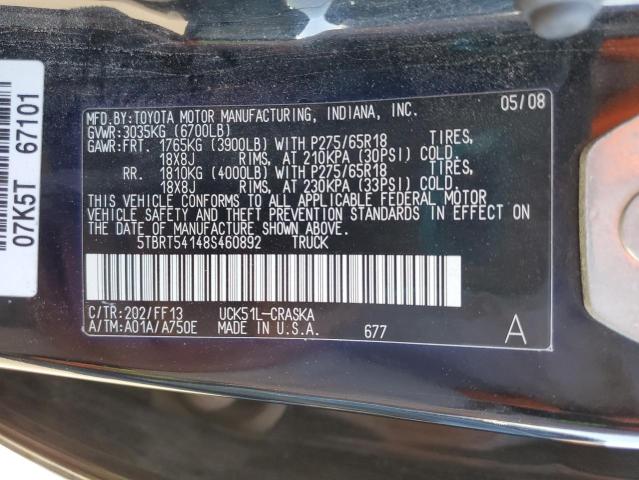 MFD.BY:TOYOTA MOTOR MANUFACTURING, INDIANA, INC. 05/08
GVWR:3035KG (6700LB)
GAWR:FRT. 1765KG (3900LB) WITH P275/65R18 TIRES,
18X8J RIMS, AT 210KPA (30PSI) COLD.
RR. 1810KG (4000LB) WITH P275/65R18 TIRES,
18X8J RIMS, AT 230KPA (33PSI) COLD.
THIS VEHICLE CONFORMS TO ALL APPLICABLE FEDERAL MOTOR
VEHICLE SAFETY AND THEFT PREVENTION STANDARDS IN EFFECT ON
THE DATE OF MANUFACTURE SHOWN ABOVE.
5TBRT54148S460892 TRUCK
C/TR:202/FF13 UCK51L-CRASKA
A/TM:A01A/A750E MADE IN U.S.A. 677 A
07K5T 67101